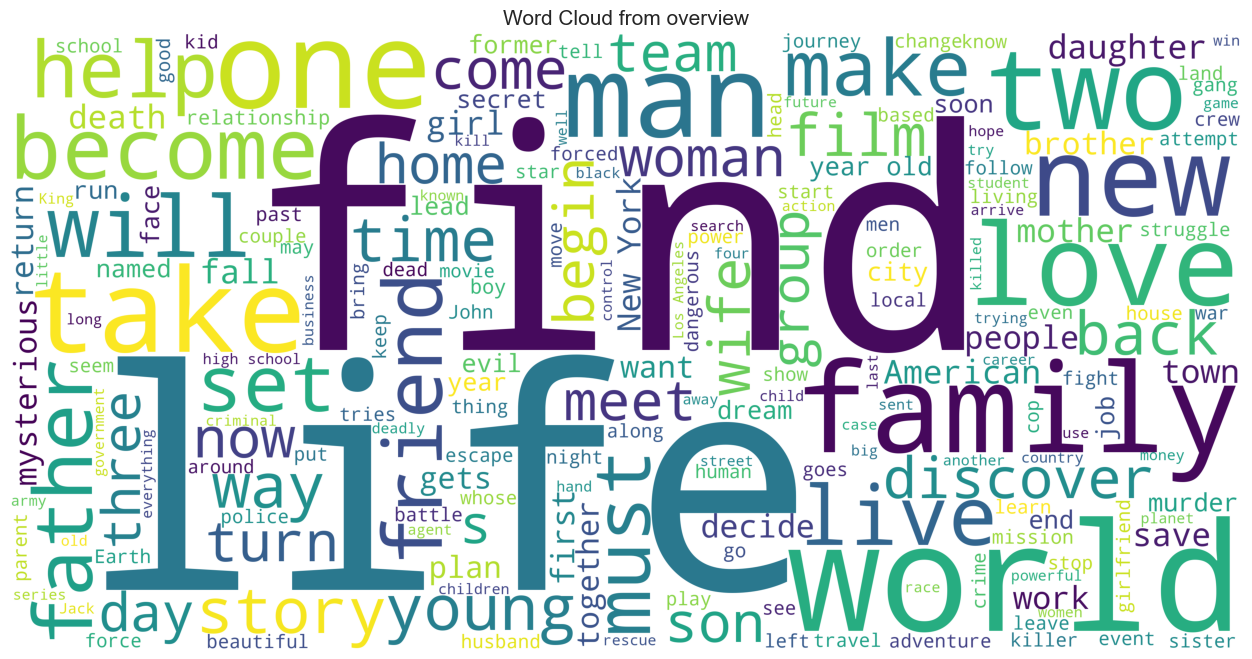 Word Cloud from overview
school kid good former tell team journey change know daughter win
help one come man make two land gang
secret future game crew
death relationship girl kill well head film based soon hope attempt
become home star forced black woman year old try brother
return run face past known lead begin New York start action follow student living new
King will little couple may time move search power group men arrive mother struggle
named fall dead movie find four order city killed love
take bring boy control Los Angeles wife dangerous local even house war
mysterious long business keep John friend trying people back
seem high school evil want show last career
father set year meet child American fight town
three criminal tries deadly thing away dream family cop job
government everything now put escape along case sent use
around night street goes big another country money
way gets whose human discover
army police battle first hand decide live learn murder
old turn agent s must go end planet save
parent Earth life together mission girlfriend
plan race crime stop
series children world powerful work
Jack day story young play see women
force beautiful husband rescue son left travel adventure leave killer event sister